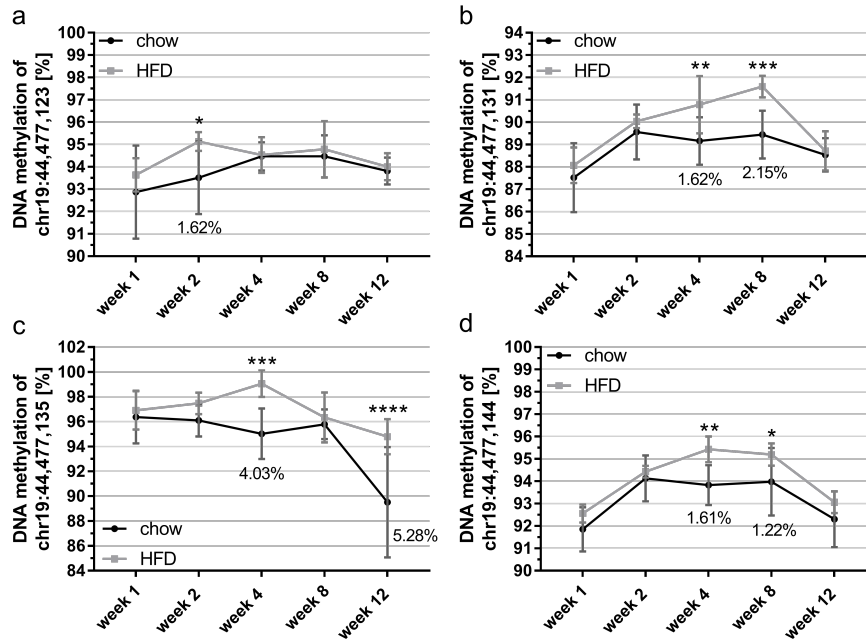 a
DNA methylation of
chr19:44,477,123 [%]
100
99
98
97
96
95
94
93
92
91
90
chow
HFD
*
1.62%
week 1
week 2
week 4
week 8
week 12
b
DNA methylation of
chr19:44,477,131 [%]
94
93
92
91
90
89
88
87
86
85
84
chow
HFD
**
***
1.62%
2.15%
week 1
week 2
week 4
week 8
week 12
c
DNA methylation of
chr19:44,477,135 [%]
102
100
98
96
94
92
90
88
86
84
***
****
4.03%
5.28%
chow
HFD
week 1
week 2
week 4
week 8
week 12
d
DNA methylation of
chr19:44,477,144 [%]
100
99
98
97
96
95
94
93
92
91
90
chow
HFD
**
*
1.61%
1.22%
week 1
week 2
week 4
week 8
week 12